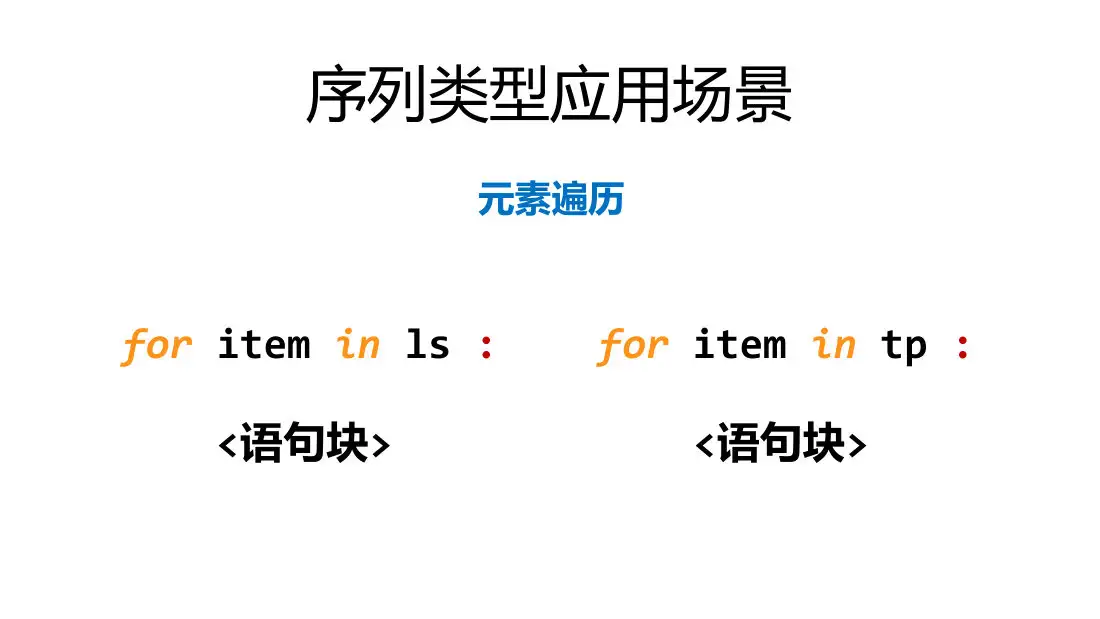 序列类型应用场景
元素遍历
for item in ls :
<语句块>
for item in tp :
<语句块>